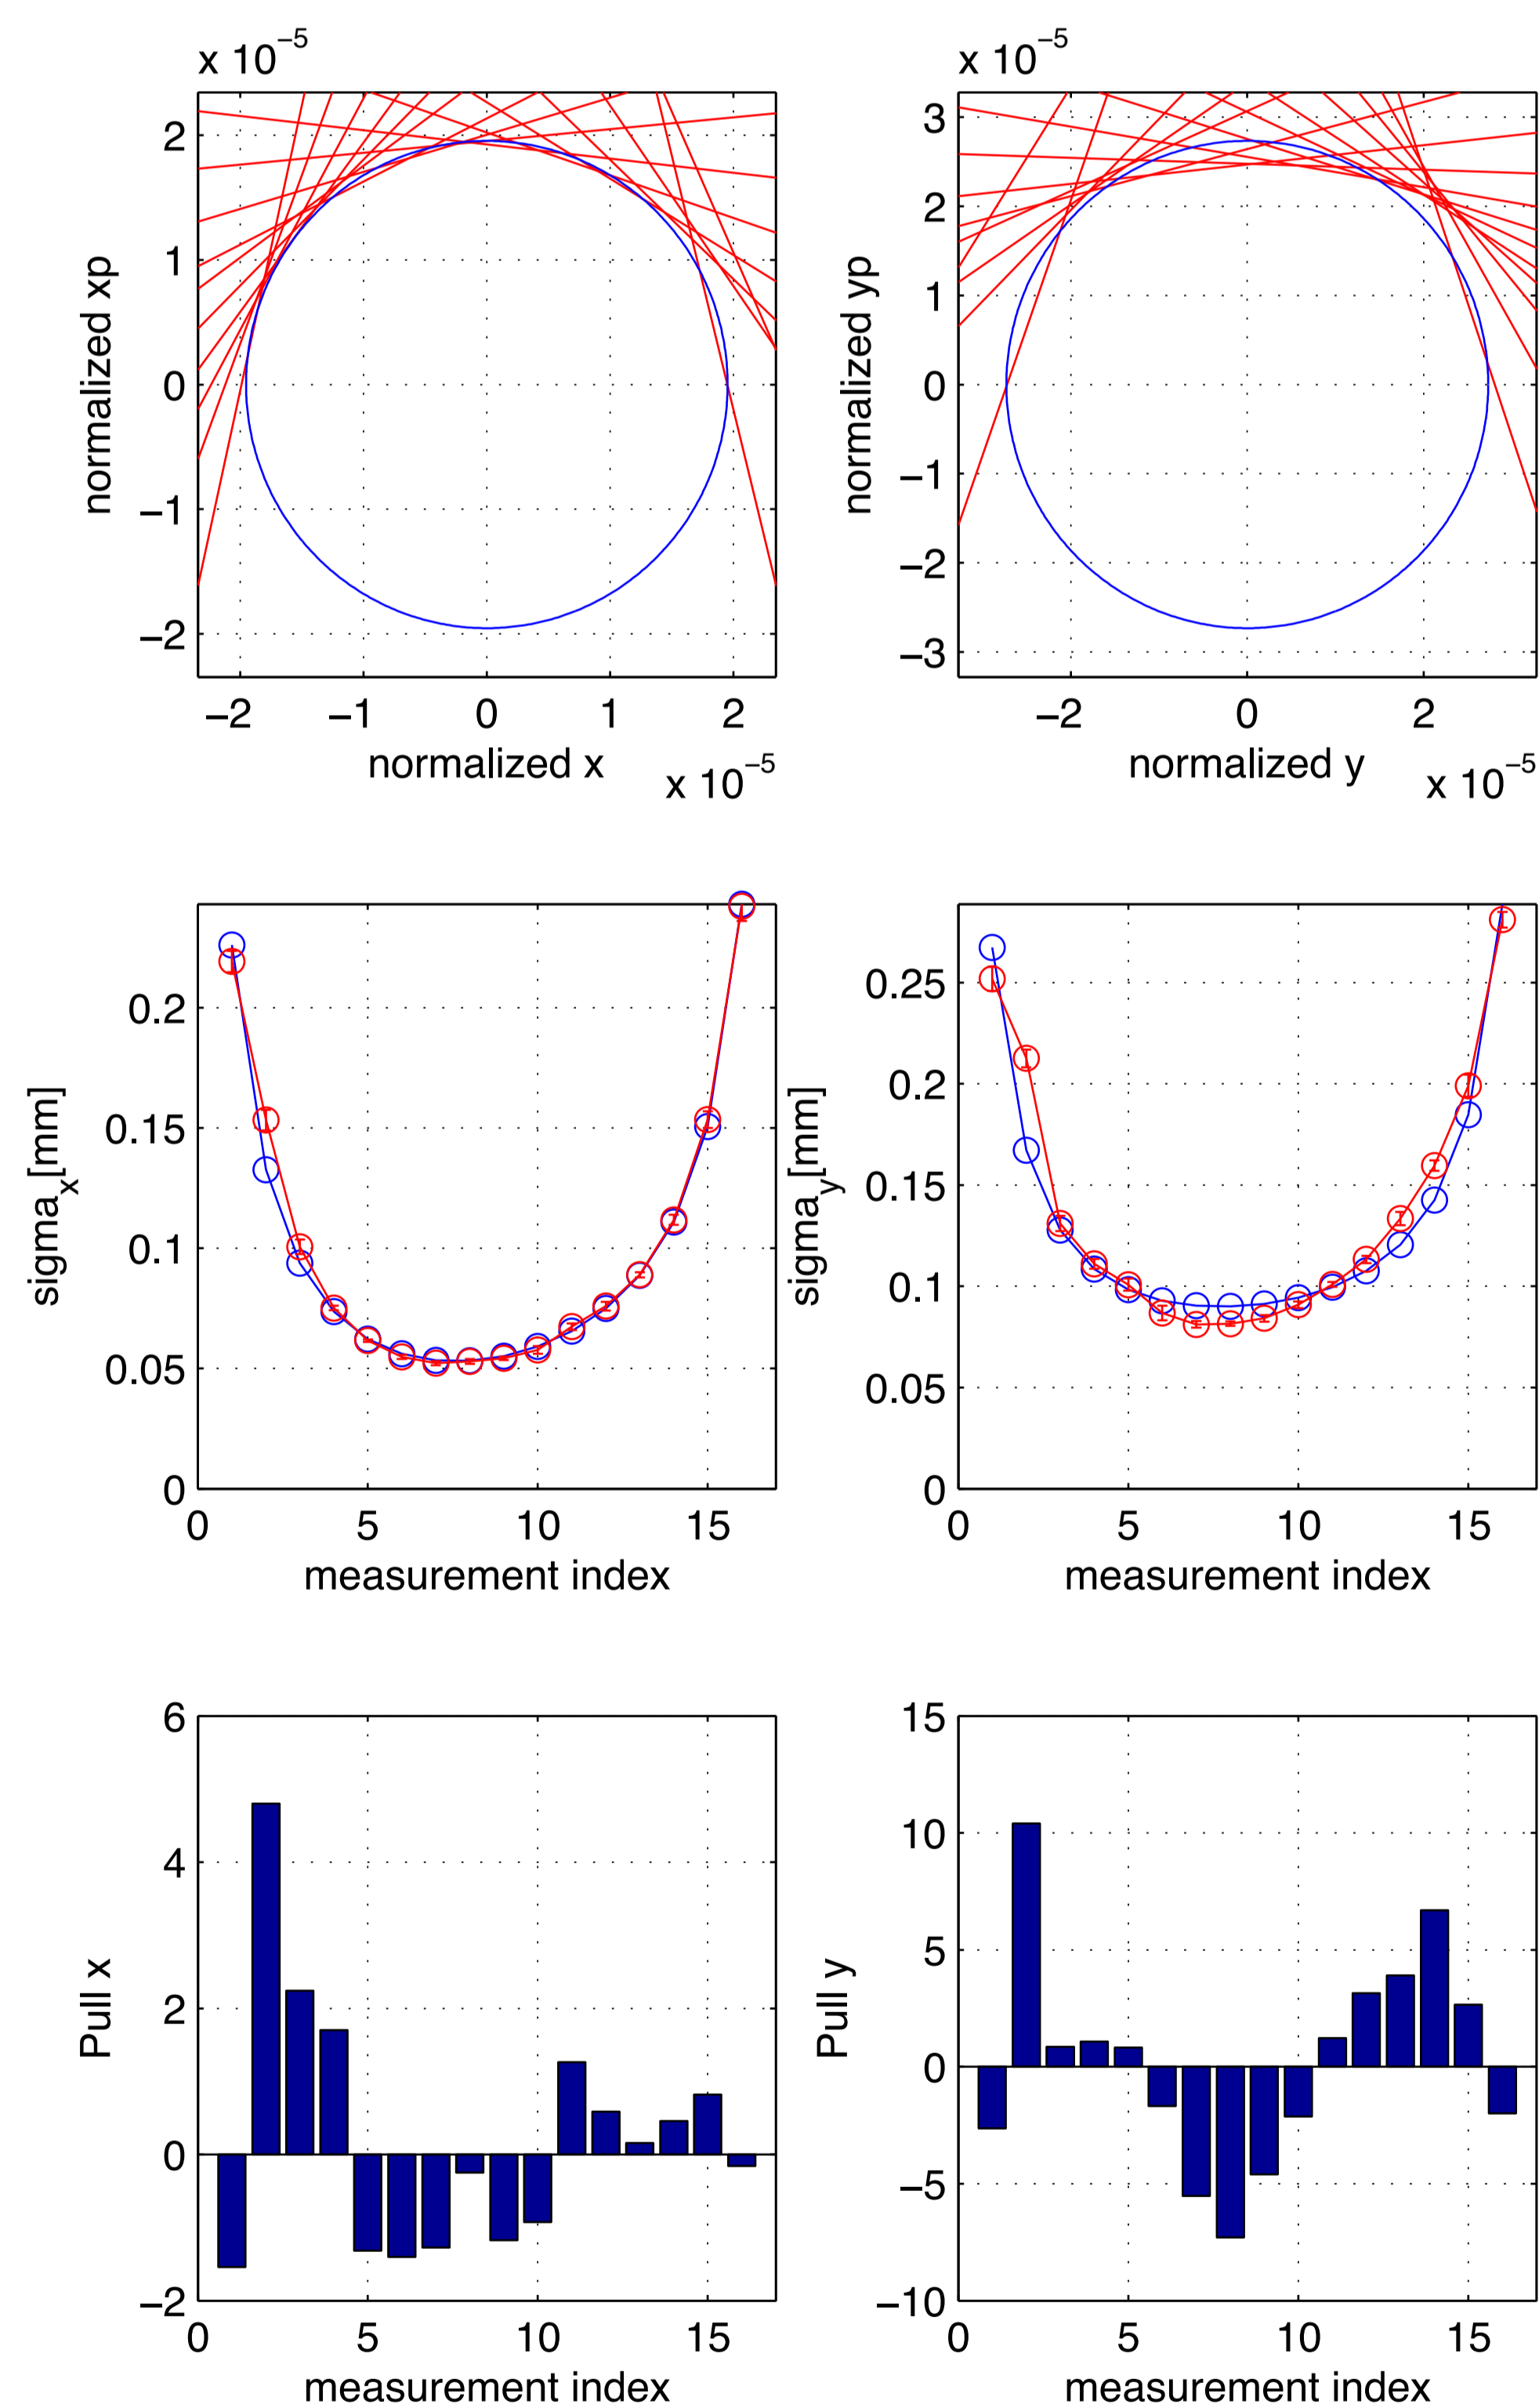 x 10−5
2
1
0
−1
−2
normalized xp
−2 −1 0 1 2
normalized x
x 10−5
x 10−5
3
2
1
0
−1
−2
−3
normalized yp
−2 0 2
normalized y
x 10−5
0.2
0.15
0.1
0.05
0
sigmax[mm]
0 5 10 15
measurement index
0.25
0.2
0.15
0.1
0.05
0
sigmay[mm]
0 5 10 15
measurement index
6
4
2
0
−2
Pull x
0 5 10 15
measurement index
15
10
5
0
−5
−10
Pull y
0 5 10 15
measurement index